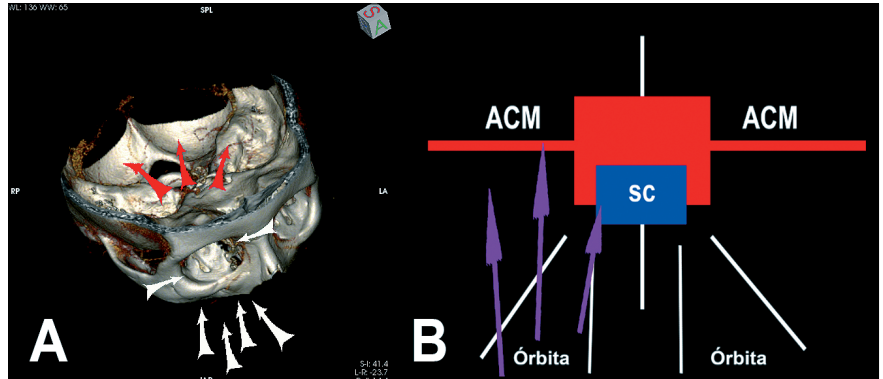 WL: 136 WW: 65
SPL
S
A
RP
LA
A
S-I: 41.4
L-R: -23.7
ACM
ACM
SC
Órbita
Órbita
B